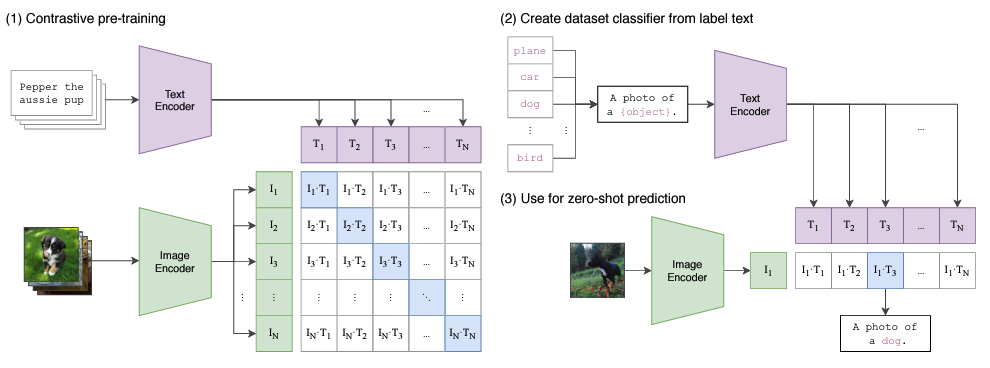 (1) Contrastive pre-training
Pepper the
aussie pup
Text
Encoder
...
T1 T2 T3 ... TN
Image
Encoder
I1 I1·T1 I1·T2 I1·T3 ... I1·TN
I2 I2·T1 I2·T2 I2·T3 ... I2·TN
I3 I3·T1 I3·T2 I3·T3 ... I3·TN
⋮ ⋮ ⋮ ⋮ ⋮ ⋱ ⋮
IN IN·T1 IN·T2 IN·T3 ... IN·TN
(2) Create dataset classifier from label text
plane
car
dog
⋮ ⋮
bird
A photo of
a {object}.
Text
Encoder
...
(3) Use for zero-shot prediction
Image
Encoder
T1 T2 T3 ... TN
I1 I1·T1 I1·T2 I1·T3 ... I1·TN
A photo of
a dog.